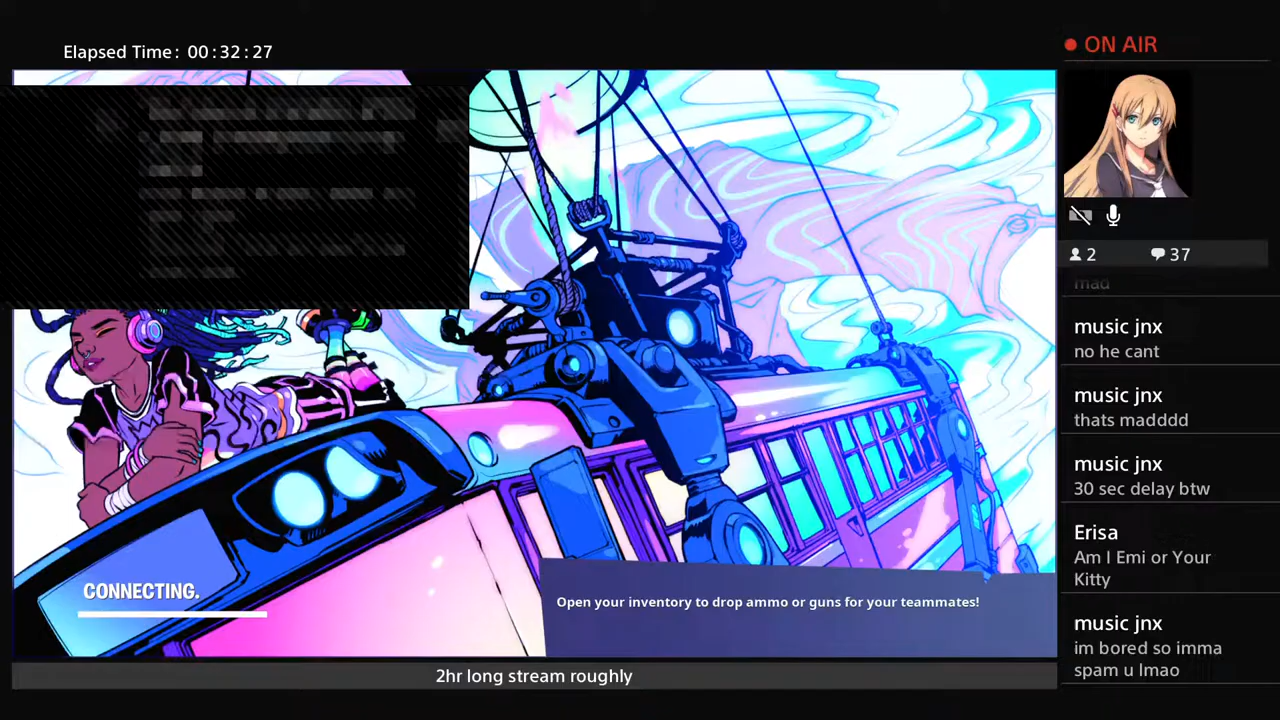 Elapsed Time: 00:32:27
ON AIR
2
37
mad
music jnx
no he cant
music jnx
thats madddd
music jnx
30 sec delay btw
Erisa
Am I Emi or Your
Kitty
music jnx
im bored so imma
spam u lmao
CONNECTING.
Open your inventory to drop ammo or guns for your teammates!
2hr long stream roughly